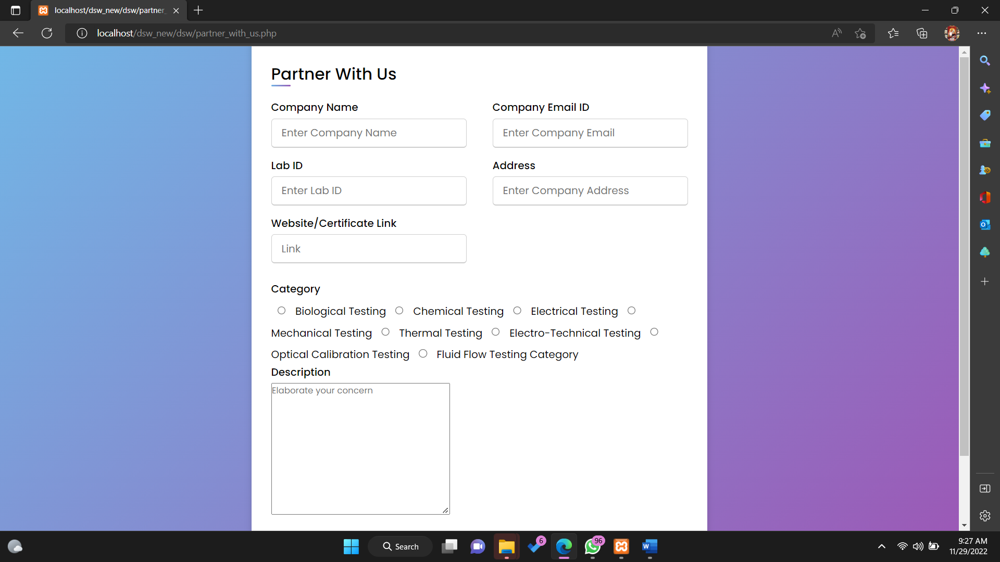 localhost/dsw_new/dsw/partner_
localhost/dsw_new/dsw/partner_with_us.php
Partner With Us
Company Name
Company Email ID
Enter Company Name
Enter Company Email
Lab ID
Address
Enter Lab ID
Enter Company Address
Website/Certificate Link
Link
Category
Biological Testing Chemical Testing Electrical Testing
Mechanical Testing Thermal Testing Electro-Technical Testing
Optical Calibration Testing Fluid Flow Testing Category
Description
Elaborate your concern
Search
6
96
9:27 AM
11/29/2022